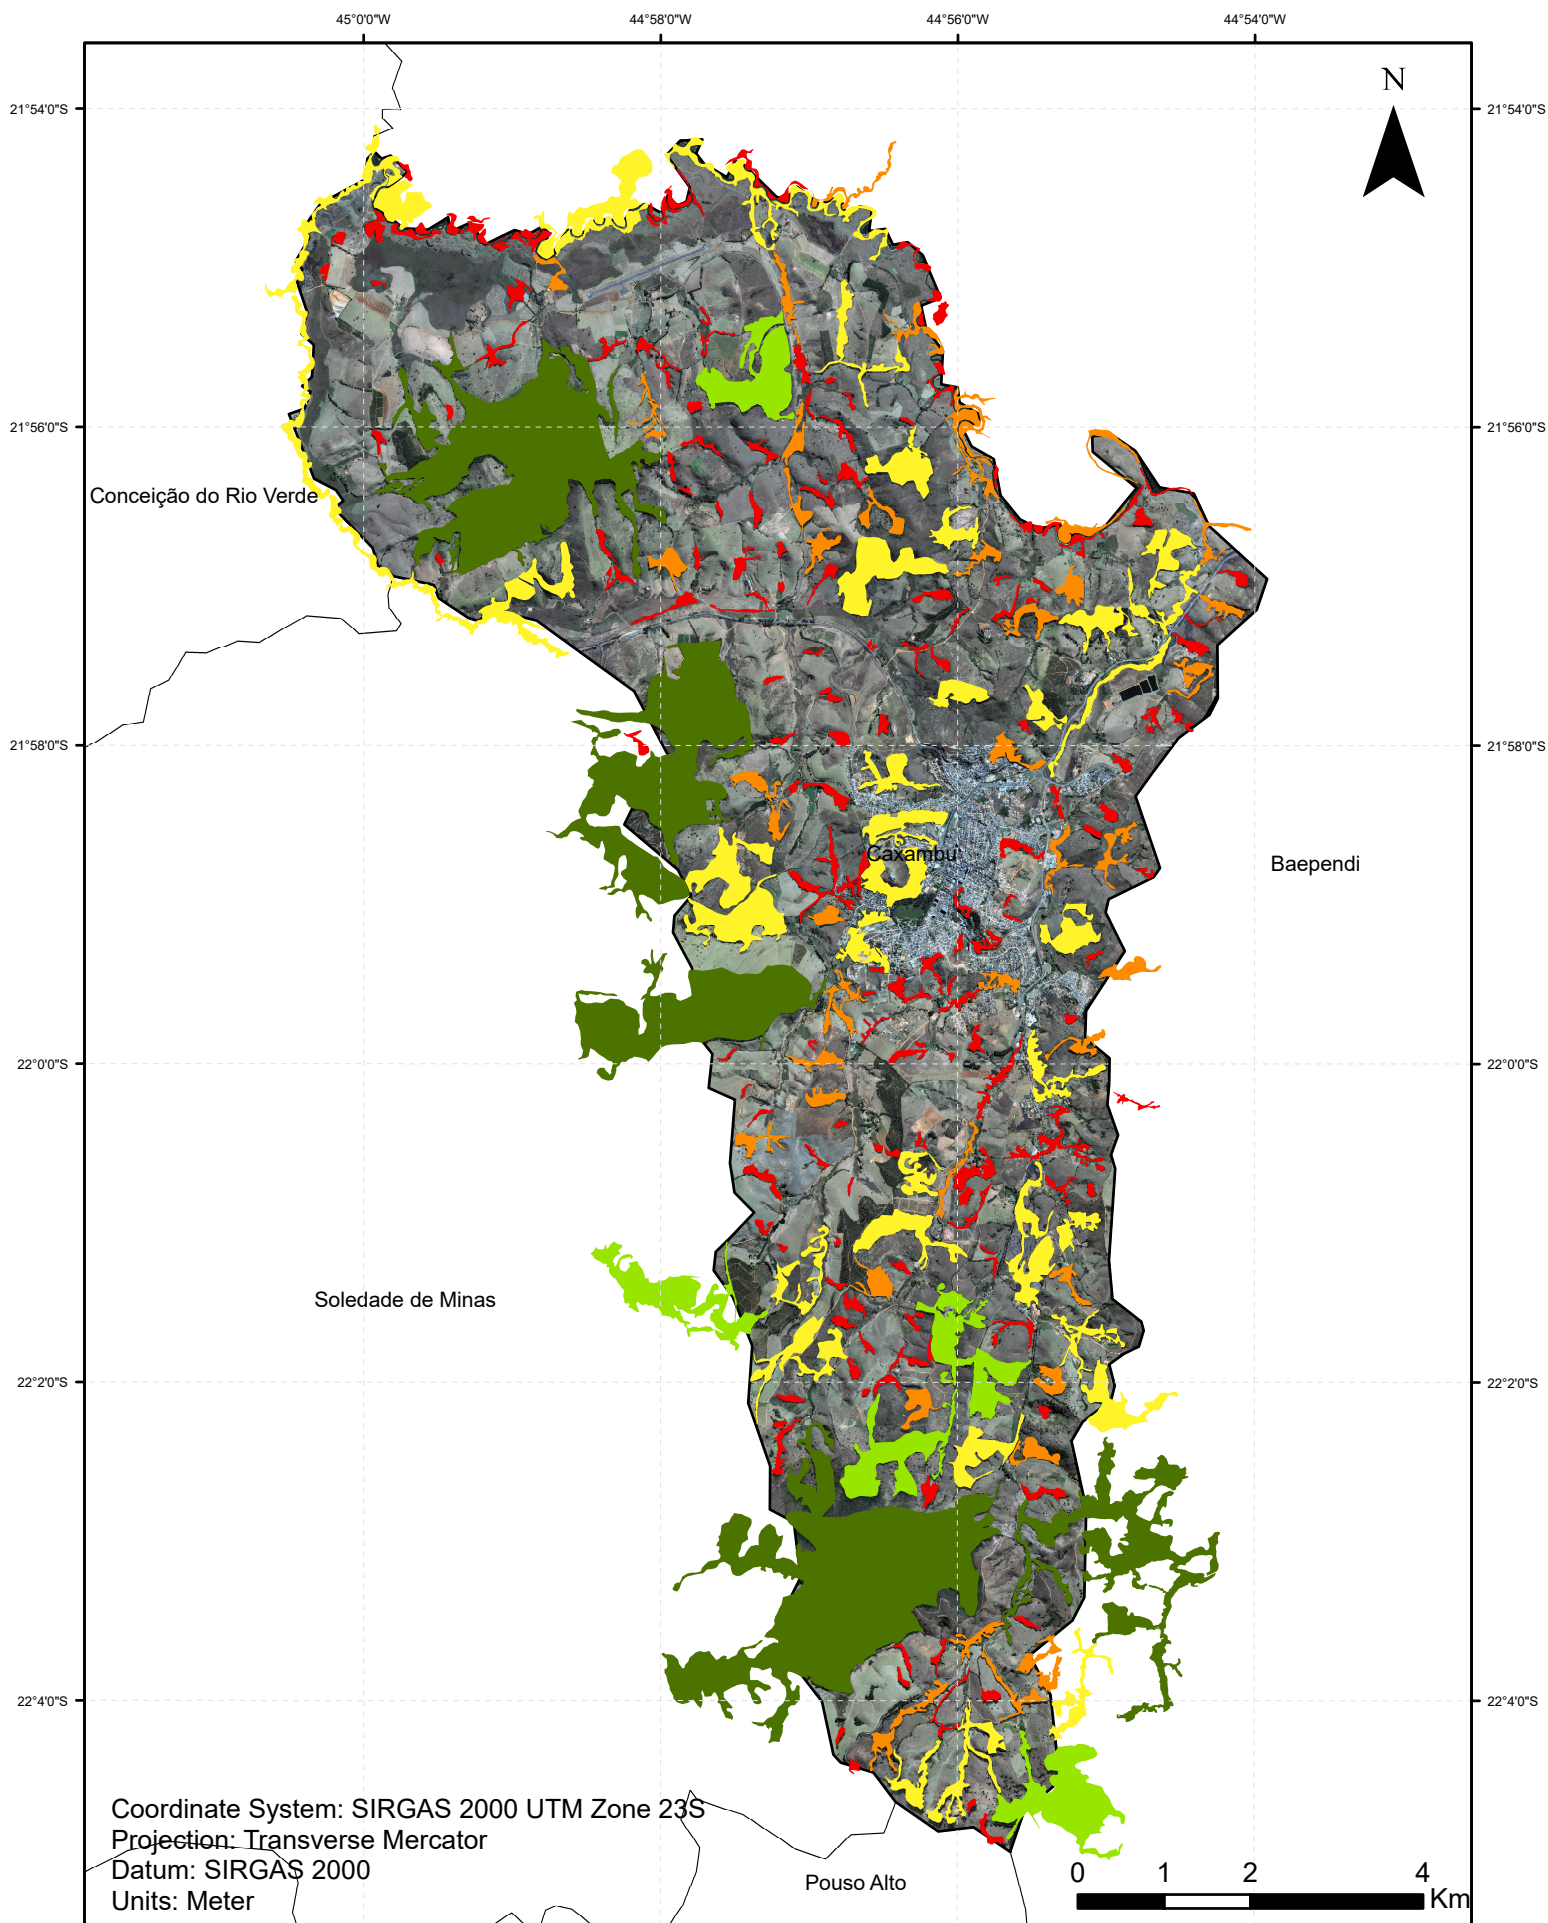 45°0'0"W 44°58'0"W 44°56'0"W 44°54'0"W
N
21°54'0"S 21°54'0"S
21°56'0"S 21°56'0"S
Conceição do Rio Verde
21°58'0"S 21°58'0"S
Caxambu
Baependi
22°0'0"S 22°0'0"S
Soledade de Minas
22°2'0"S 22°2'0"S
22°4'0"S 22°4'0"S
Coordinate System: SIRGAS 2000 UTM Zone 23S
Projection: Transverse Mercator
Datum: SIRGAS 2000
Units: Meter
Pouso Alto
0 1 2 4
Km